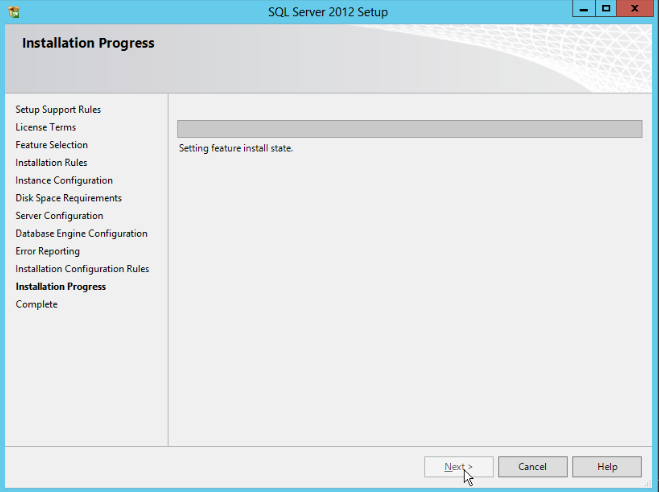 SQL Server 2012 Setup
Installation Progress
Setup Support Rules
License Terms
Feature Selection
Installation Rules
Instance Configuration
Disk Space Requirements
Server Configuration
Database Engine Configuration
Error Reporting
Installation Configuration Rules
Installation Progress
Complete
Setting feature install state.
Next >
Cancel
Help